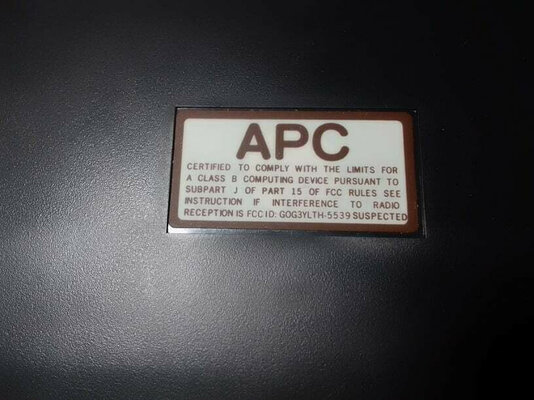 APC
CERTIFIED TO COMPLY WITH THE LIMITS FOR
A CLASS B COMPUTING DEVICE PURSUANT TO
SUBPART J OF PART 15 OF FCC RULES SEE
INSTRUCTION IF INTERFERENCE TO RADIO
RECEPTION IS FCC ID: GOG3YLTH-5539 SUSPECTED